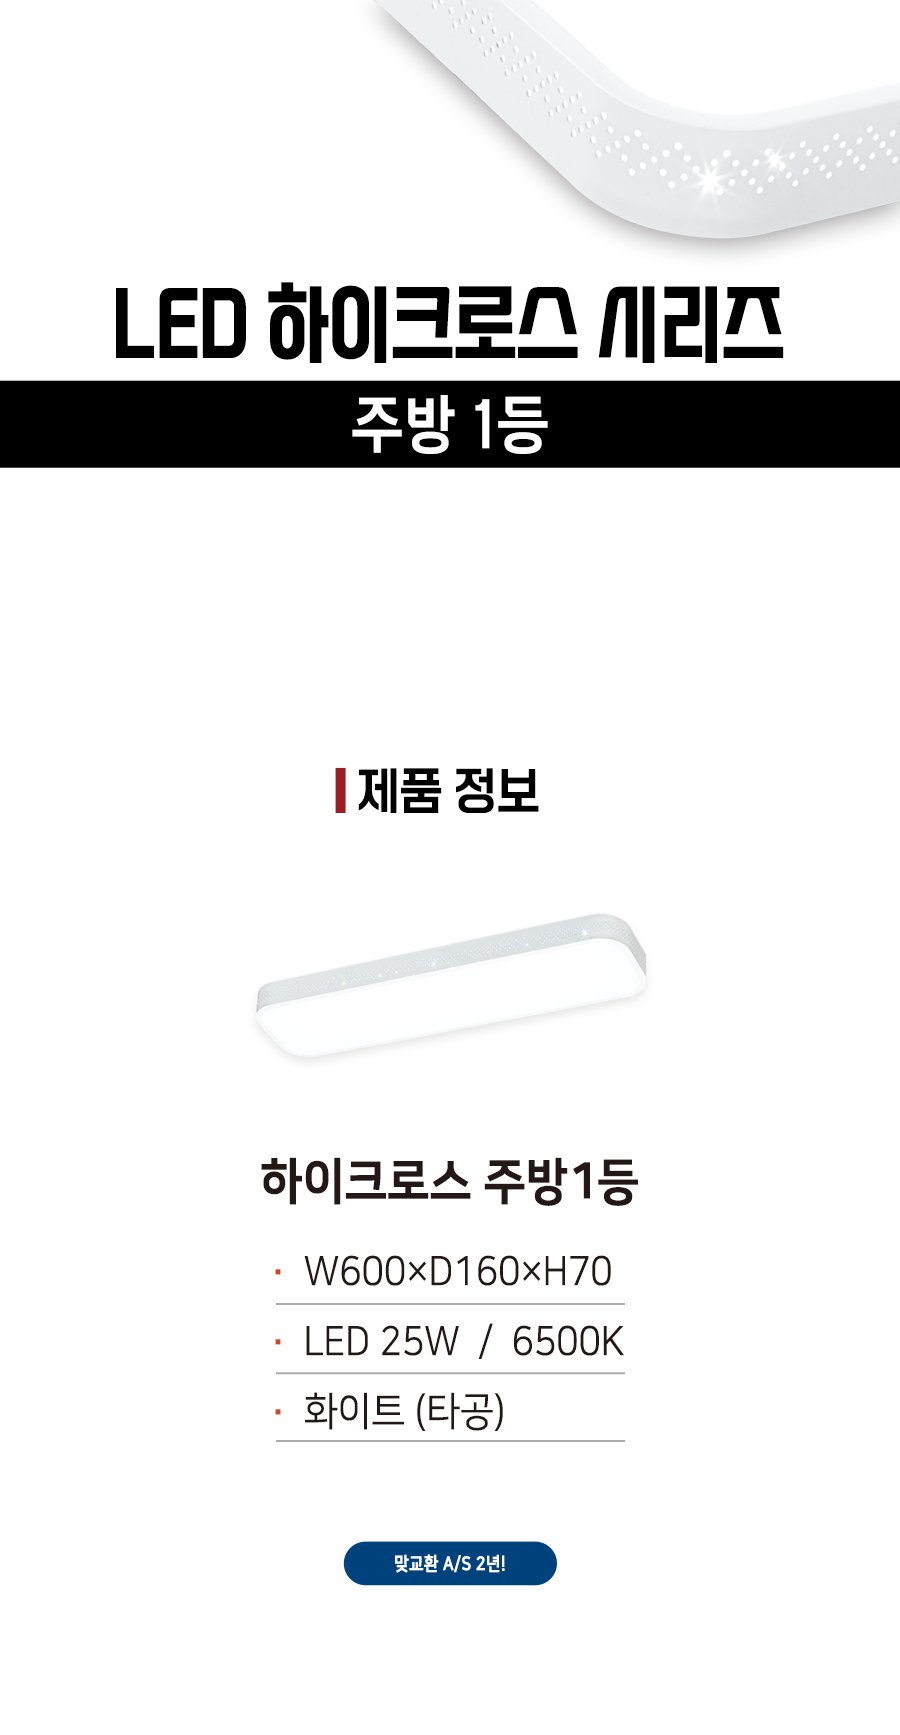 LED 하이크로스 시리즈
주방 1등
제품 정보
하이크로스 주방1등
· W600×D160×H70
· LED 25W / 6500K
· 화이트 (타공)
맞교환 A/S 2년!